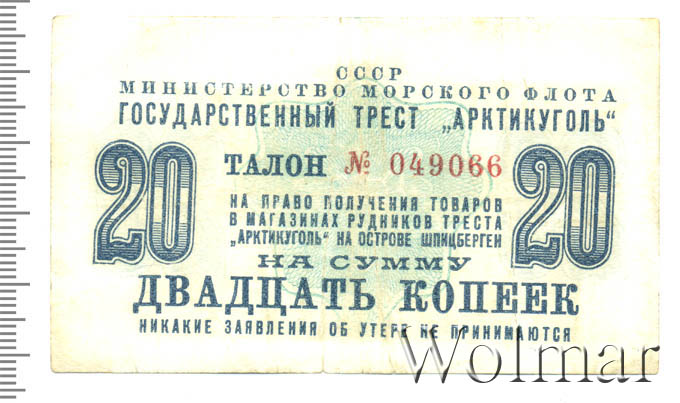 СССР
МИНИСТЕРСТВО МОРСКОГО ФЛОТА
ГОСУДАРСТВЕННЫЙ ТРЕСТ „АРКТИКУГОЛЬ"
20 ТАЛОН № 049066 20
НА ПРАВО ПОЛУЧЕНИЯ ТОВАРОВ
В МАГАЗИНАХ РУДНИКОВ ТРЕСТА
„АРКТИКУГОЛЬ" НА ОСТРОВЕ ШПИЦБЕРГЕН
НА СУММУ
ДВАДЦАТЬ КОПЕЕК
НИКАКИЕ ЗАЯВЛЕНИЯ ОБ УТЕРЕ НЕ ПРИНИМАЮТСЯ
Wolmar